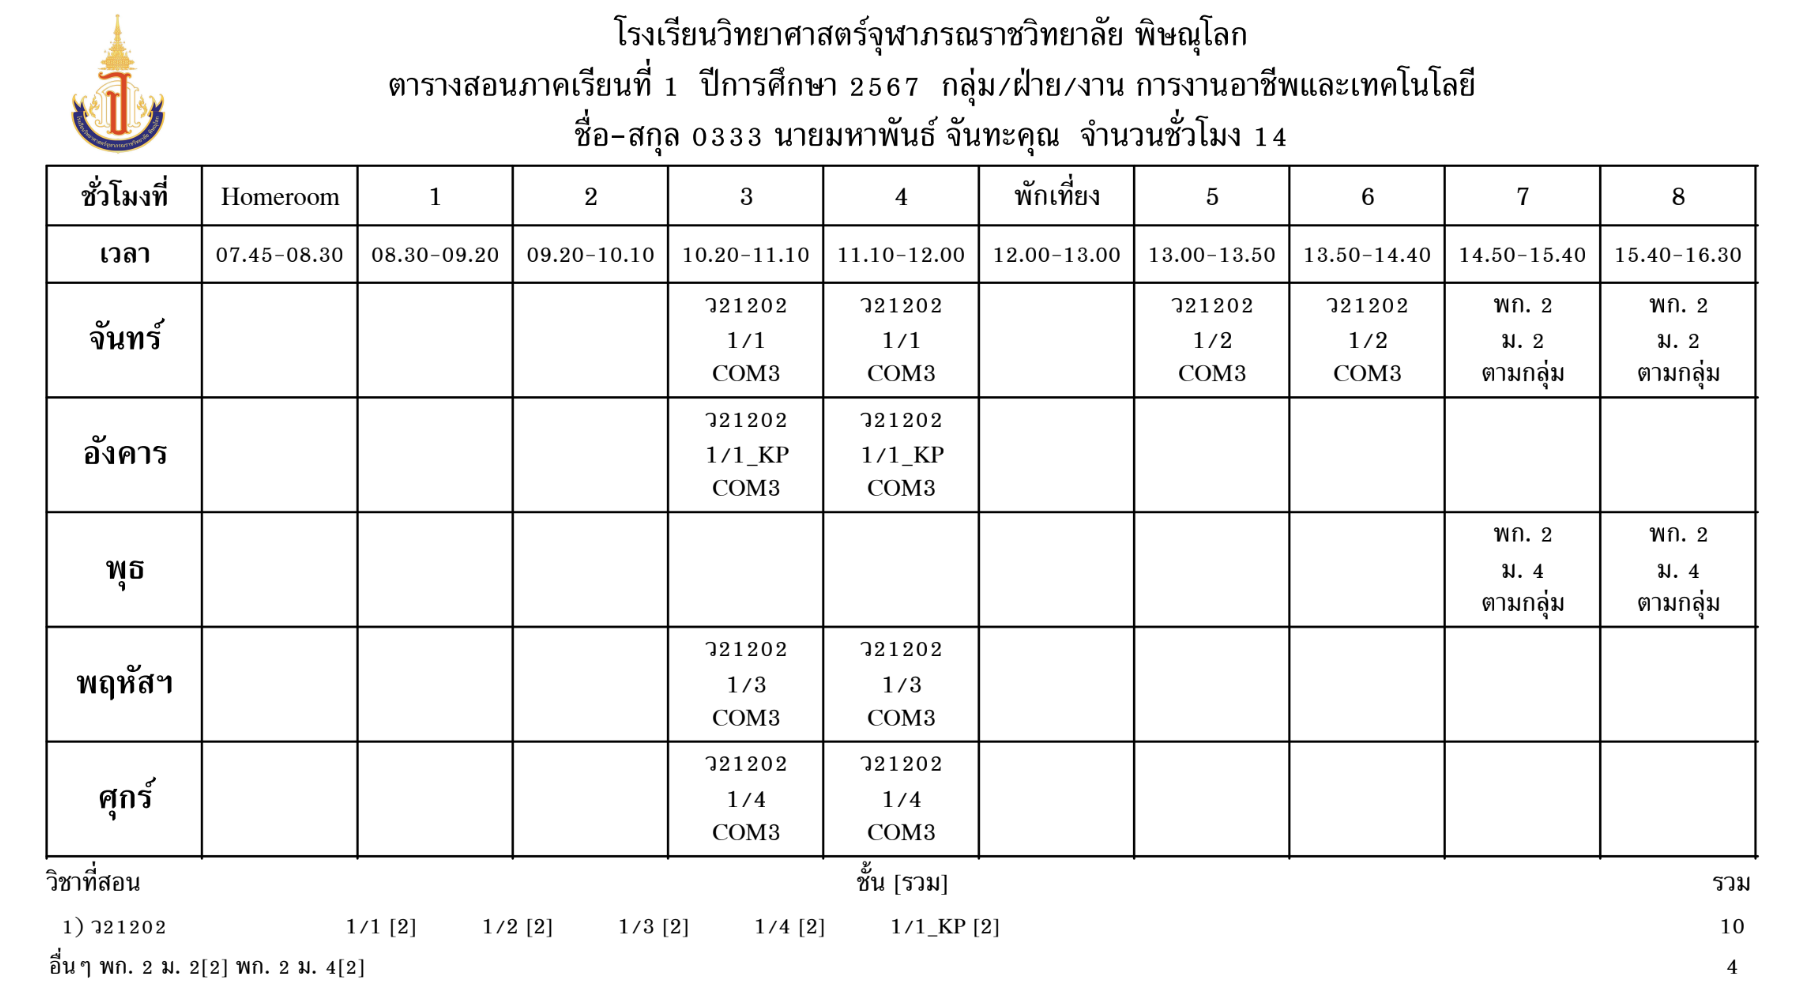 โรงเรียนวิทยาศาสตร์จุฬาภรณราชวิทยาลัย พิษณุโลก
ตารางสอนภาคเรียนที่ 1 ปีการศึกษา 2567 กลุ่ม/ฝ่าย/งาน การงานอาชีพและเทคโนโลยี
ชื่อ-สกุล 0333 นายมหาพันธ์ จันทะคุณ จำนวนชั่วโมง 14
ชั่วโมงที่ Homeroom 1 2 3 4 พักเที่ยง 5 6 7 8
เวลา 07.45-08.30 08.30-09.20 09.20-10.10 10.20-11.10 11.10-12.00 12.00-13.00 13.00-13.50 13.50-14.40 14.50-15.40 15.40-16.30
ว21202 ว21202 ว21202 ว21202 พก. 2 พก. 2
จันทร์ 1/1 1/1 1/2 1/2 ม. 2 ม. 2
COM3 COM3 COM3 COM3 ตามกลุ่ม ตามกลุ่ม
ว21202 ว21202
อังคาร 1/1_KP 1/1_KP
COM3 COM3
พก. 2 พก. 2
พุธ ม. 4 ม. 4
ตามกลุ่ม ตามกลุ่ม
ว21202 ว21202
พฤหัสฯ 1/3 1/3
COM3 COM3
ว21202 ว21202
ศุกร์ 1/4 1/4
COM3 COM3
วิชาที่สอน ชั้น [รวม] รวม
1) ว21202 1/1 [2] 1/2 [2] 1/3 [2] 1/4 [2] 1/1_KP [2] 10
อื่นๆ พก. 2 ม. 2[2] พก. 2 ม. 4[2] 4